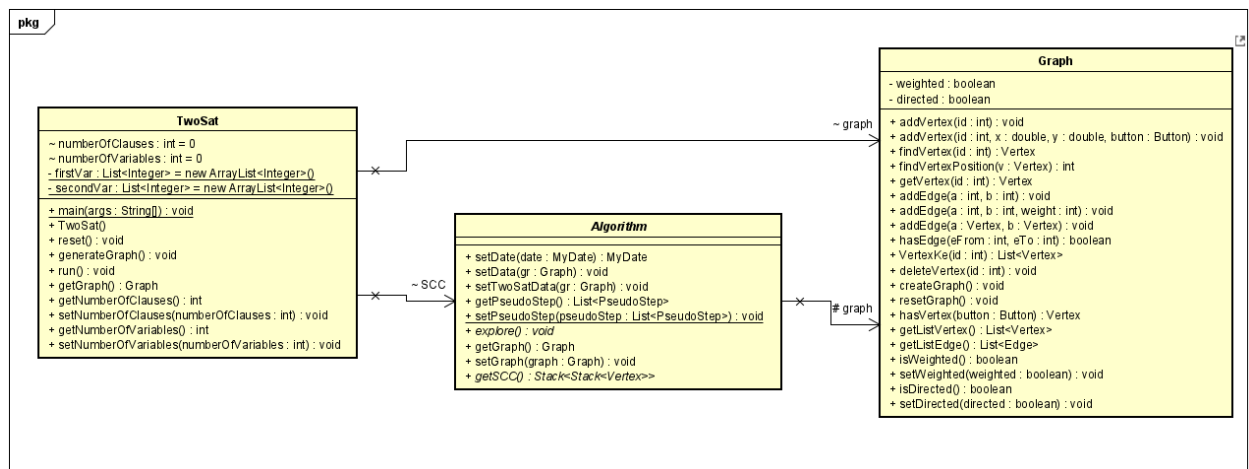 pkg
TwoSat
~ numberOfClauses : int = 0
~ numberOfVariables : int = 0
- firstVar : List<Integer> = new ArrayList<Integer>()
- secondVar : List<Integer> = new ArrayList<Integer>()
+ main(args : String[]) : void
+ TwoSat()
+ reset() : void
+ generateGraph() : void
+ run() : void
+ getGraph() : Graph
+ getNumberOfClauses() : int
+ setNumberOfClauses(numberOfClauses : int) : void
+ getNumberOfVariables() : int
+ setNumberOfVariables(numberOfVariables : int) : void
~ graph
~ SCC
Algorithm
+ setDate(date : MyDate) : MyDate
+ setData(gr : Graph) : void
+ setTwoSatData(gr : Graph) : void
+ getPseudoStep() : List<PseudoStep>
+ setPseudoStep(pseudoStep : List<PseudoStep>) : void
+ explore() : void
+ getGraph() : Graph
+ setGraph(graph : Graph) : void
+ getSCC() : Stack<Stack<Vertex>>
# graph
Graph
- weighted : boolean
- directed : boolean
+ addVertex(id : int) : void
+ addVertex(id : int, x : double, y : double, button : Button) : void
+ findVertex(id : int) : Vertex
+ findVertexPosition(v : Vertex) : int
+ getVertex(id : int) : Vertex
+ addEdge(a : int, b : int) : void
+ addEdge(a : int, b : int, weight : int) : void
+ addEdge(a : Vertex, b : Vertex) : void
+ hasEdge(eFrom : int, eTo : int) : boolean
+ VertexKe(id : int) : List<Vertex>
+ deleteVertex(id : int) : void
+ createGraph() : void
+ resetGraph() : void
+ hasVertex(button : Button) : Vertex
+ getListVertex() : List<Vertex>
+ getListEdge() : List<Edge>
+ isWeighted() : boolean
+ setWeighted(weighted : boolean) : void
+ isDirected() : boolean
+ setDirected(directed : boolean) : void